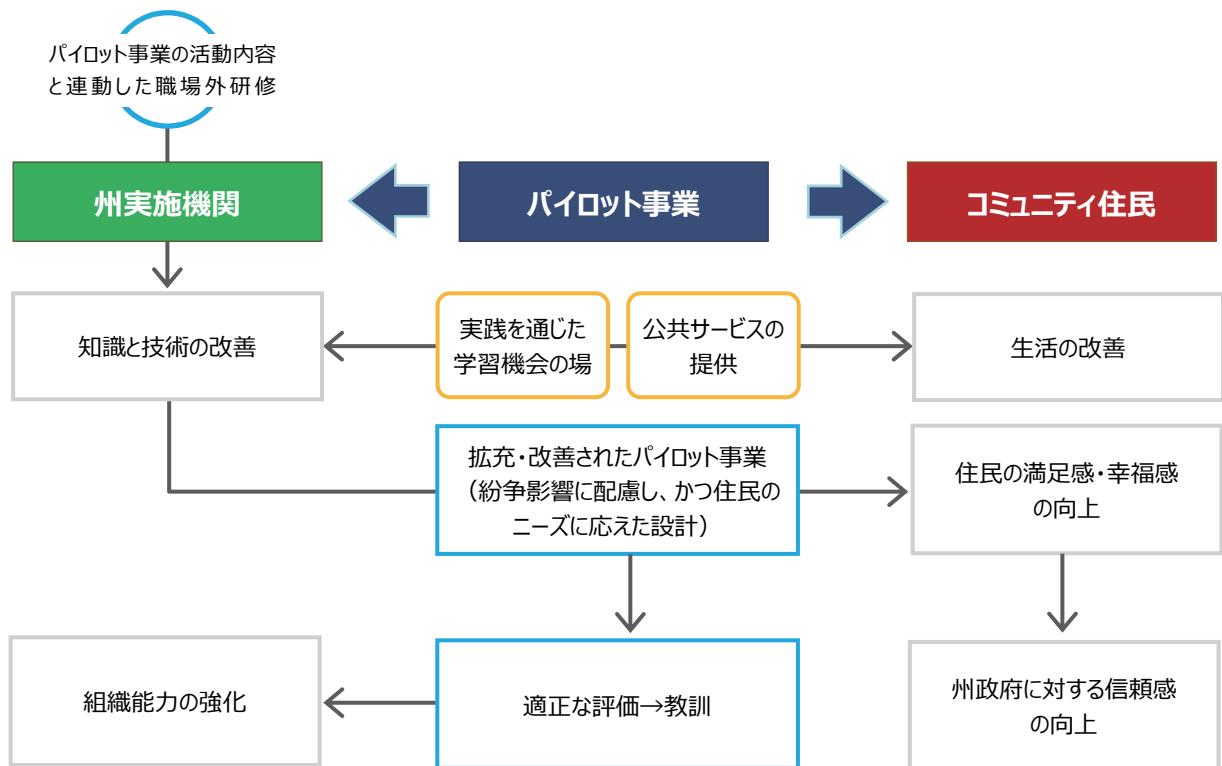 パイロット事業の活動内容
と連動した職場外研修
州実施機関
パイロット事業
コミュニティ住民
知識と技術の改善
実践を通じた
学習機会の場
公共サービスの
提供
生活の改善
拡充・改善されたパイロット事業
（紛争影響に配慮し、かつ住民の
ニーズに応えた設計）
住民の満足感・幸福感
の向上
組織能力の強化
適正な評価→教訓
州政府に対する信頼感
の向上